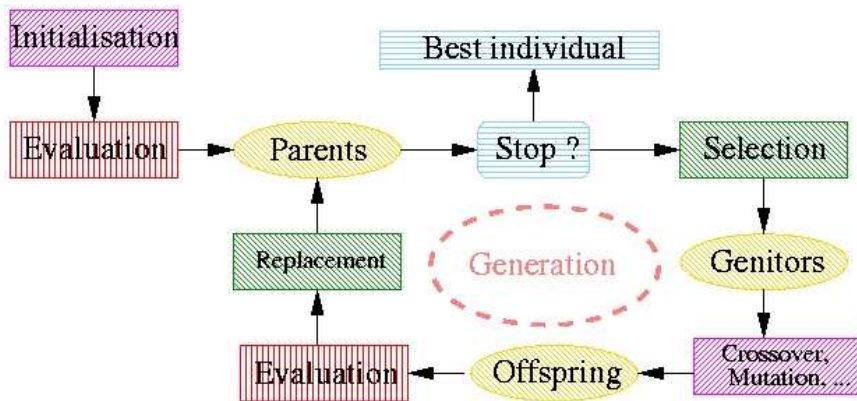 Initialisation
Best individual
Evaluation
Parents
Stop ?
Selection
Replacement
Generation
Genitors
Evaluation
Offspring
Crossover,
Mutation, ...